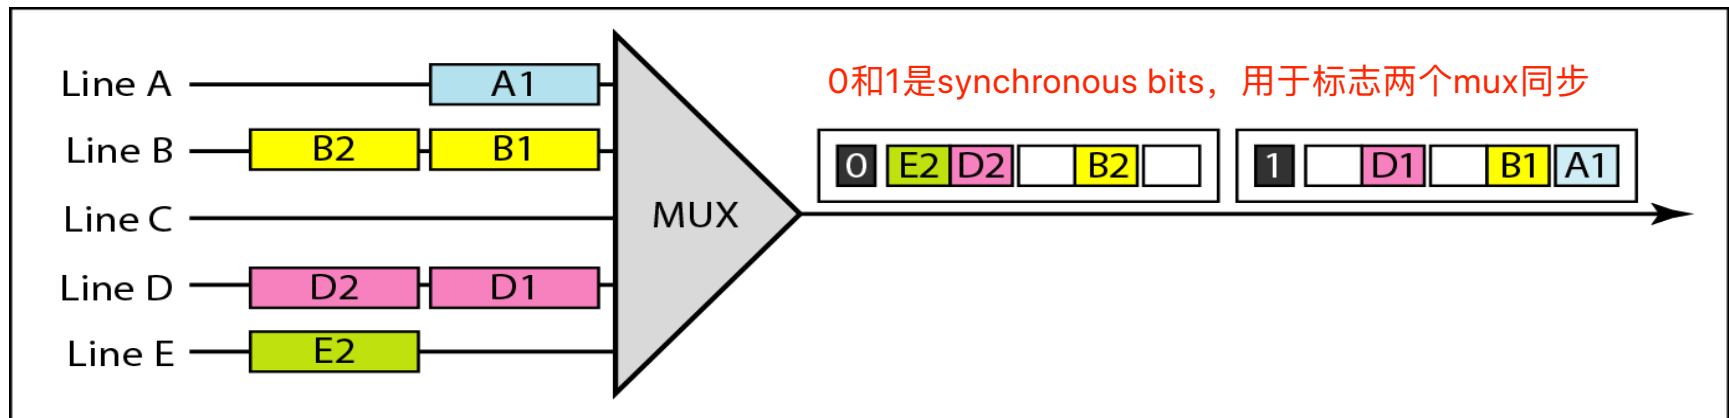 0和1是synchronous bits，用于标志两个mux同步
Line A A1
Line B B2 B1
Line C
Line D D2 D1
Line E E2
MUX
0 E2 D2 B2
1 D1 B1 A1